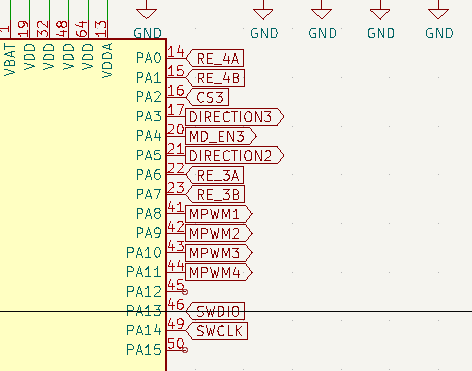 GND GND GND GND GND
1 19 32 48 64 13
VBAT VDD VDD VDD VDD VDDA
PA0 14 RE_4A
PA1 15 RE_4B
PA2 16 CS3
PA3 17 DIRECTION3
PA4 20 MD_EN3
PA5 21 DIRECTION2
PA6 22 RE_3A
PA7 23 RE_3B
PA8 41 MPWM1
PA9 42 MPWM2
PA10 43 MPWM3
PA11 44 MPWM4
PA12 45
PA13 46 SWDIO
PA14 49 SWCLK
PA15 50